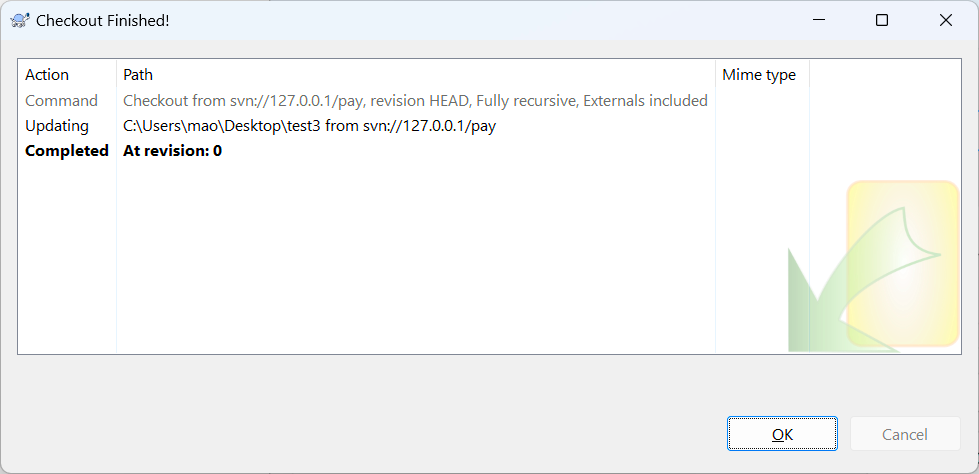 Checkout Finished!
Action Path Mime type
Command Checkout from svn://127.0.0.1/pay, revision HEAD, Fully recursive, Externals included
Updating C:\Users\mao\Desktop\test3 from svn://127.0.0.1/pay
Completed At revision: 0
OK Cancel